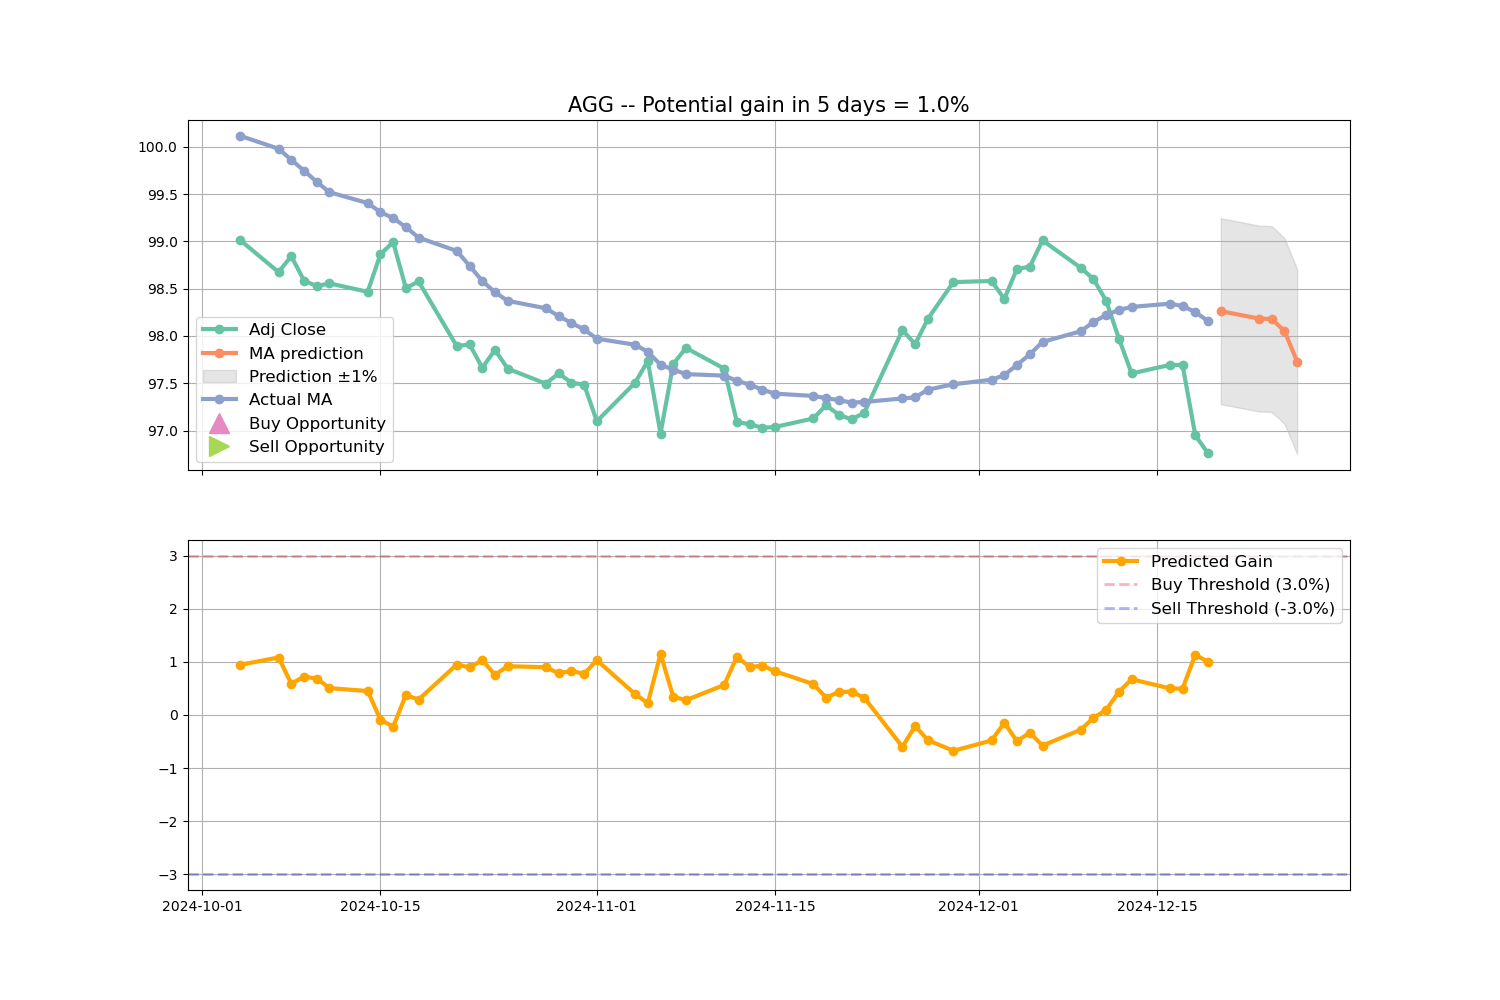 AGG -- Potential gain in 5 days = 1.0%
100.0
99.5
99.0
98.5
98.0
97.5
97.0
Adj Close
MA prediction
Prediction ±1%
Actual MA
Buy Opportunity
Sell Opportunity
3
2
1
0
−1
−2
−3
Predicted Gain
Buy Threshold (3.0%)
Sell Threshold (-3.0%)
2024-10-01
2024-10-15
2024-11-01
2024-11-15
2024-12-01
2024-12-15